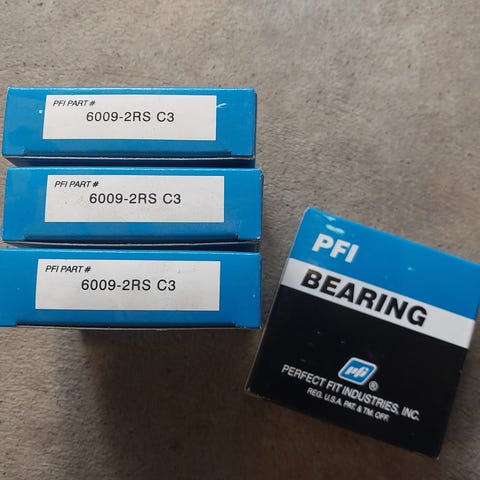 PFI PART #
6009-2RS C3
PFI PART #
6009-2RS C3
PFI PART #
6009-2RS C3
PFI
BEARING
pfi ®
PERFECT FIT INDUSTRIES, INC.
REG. U.S.A. PAT. & TM. OFF.